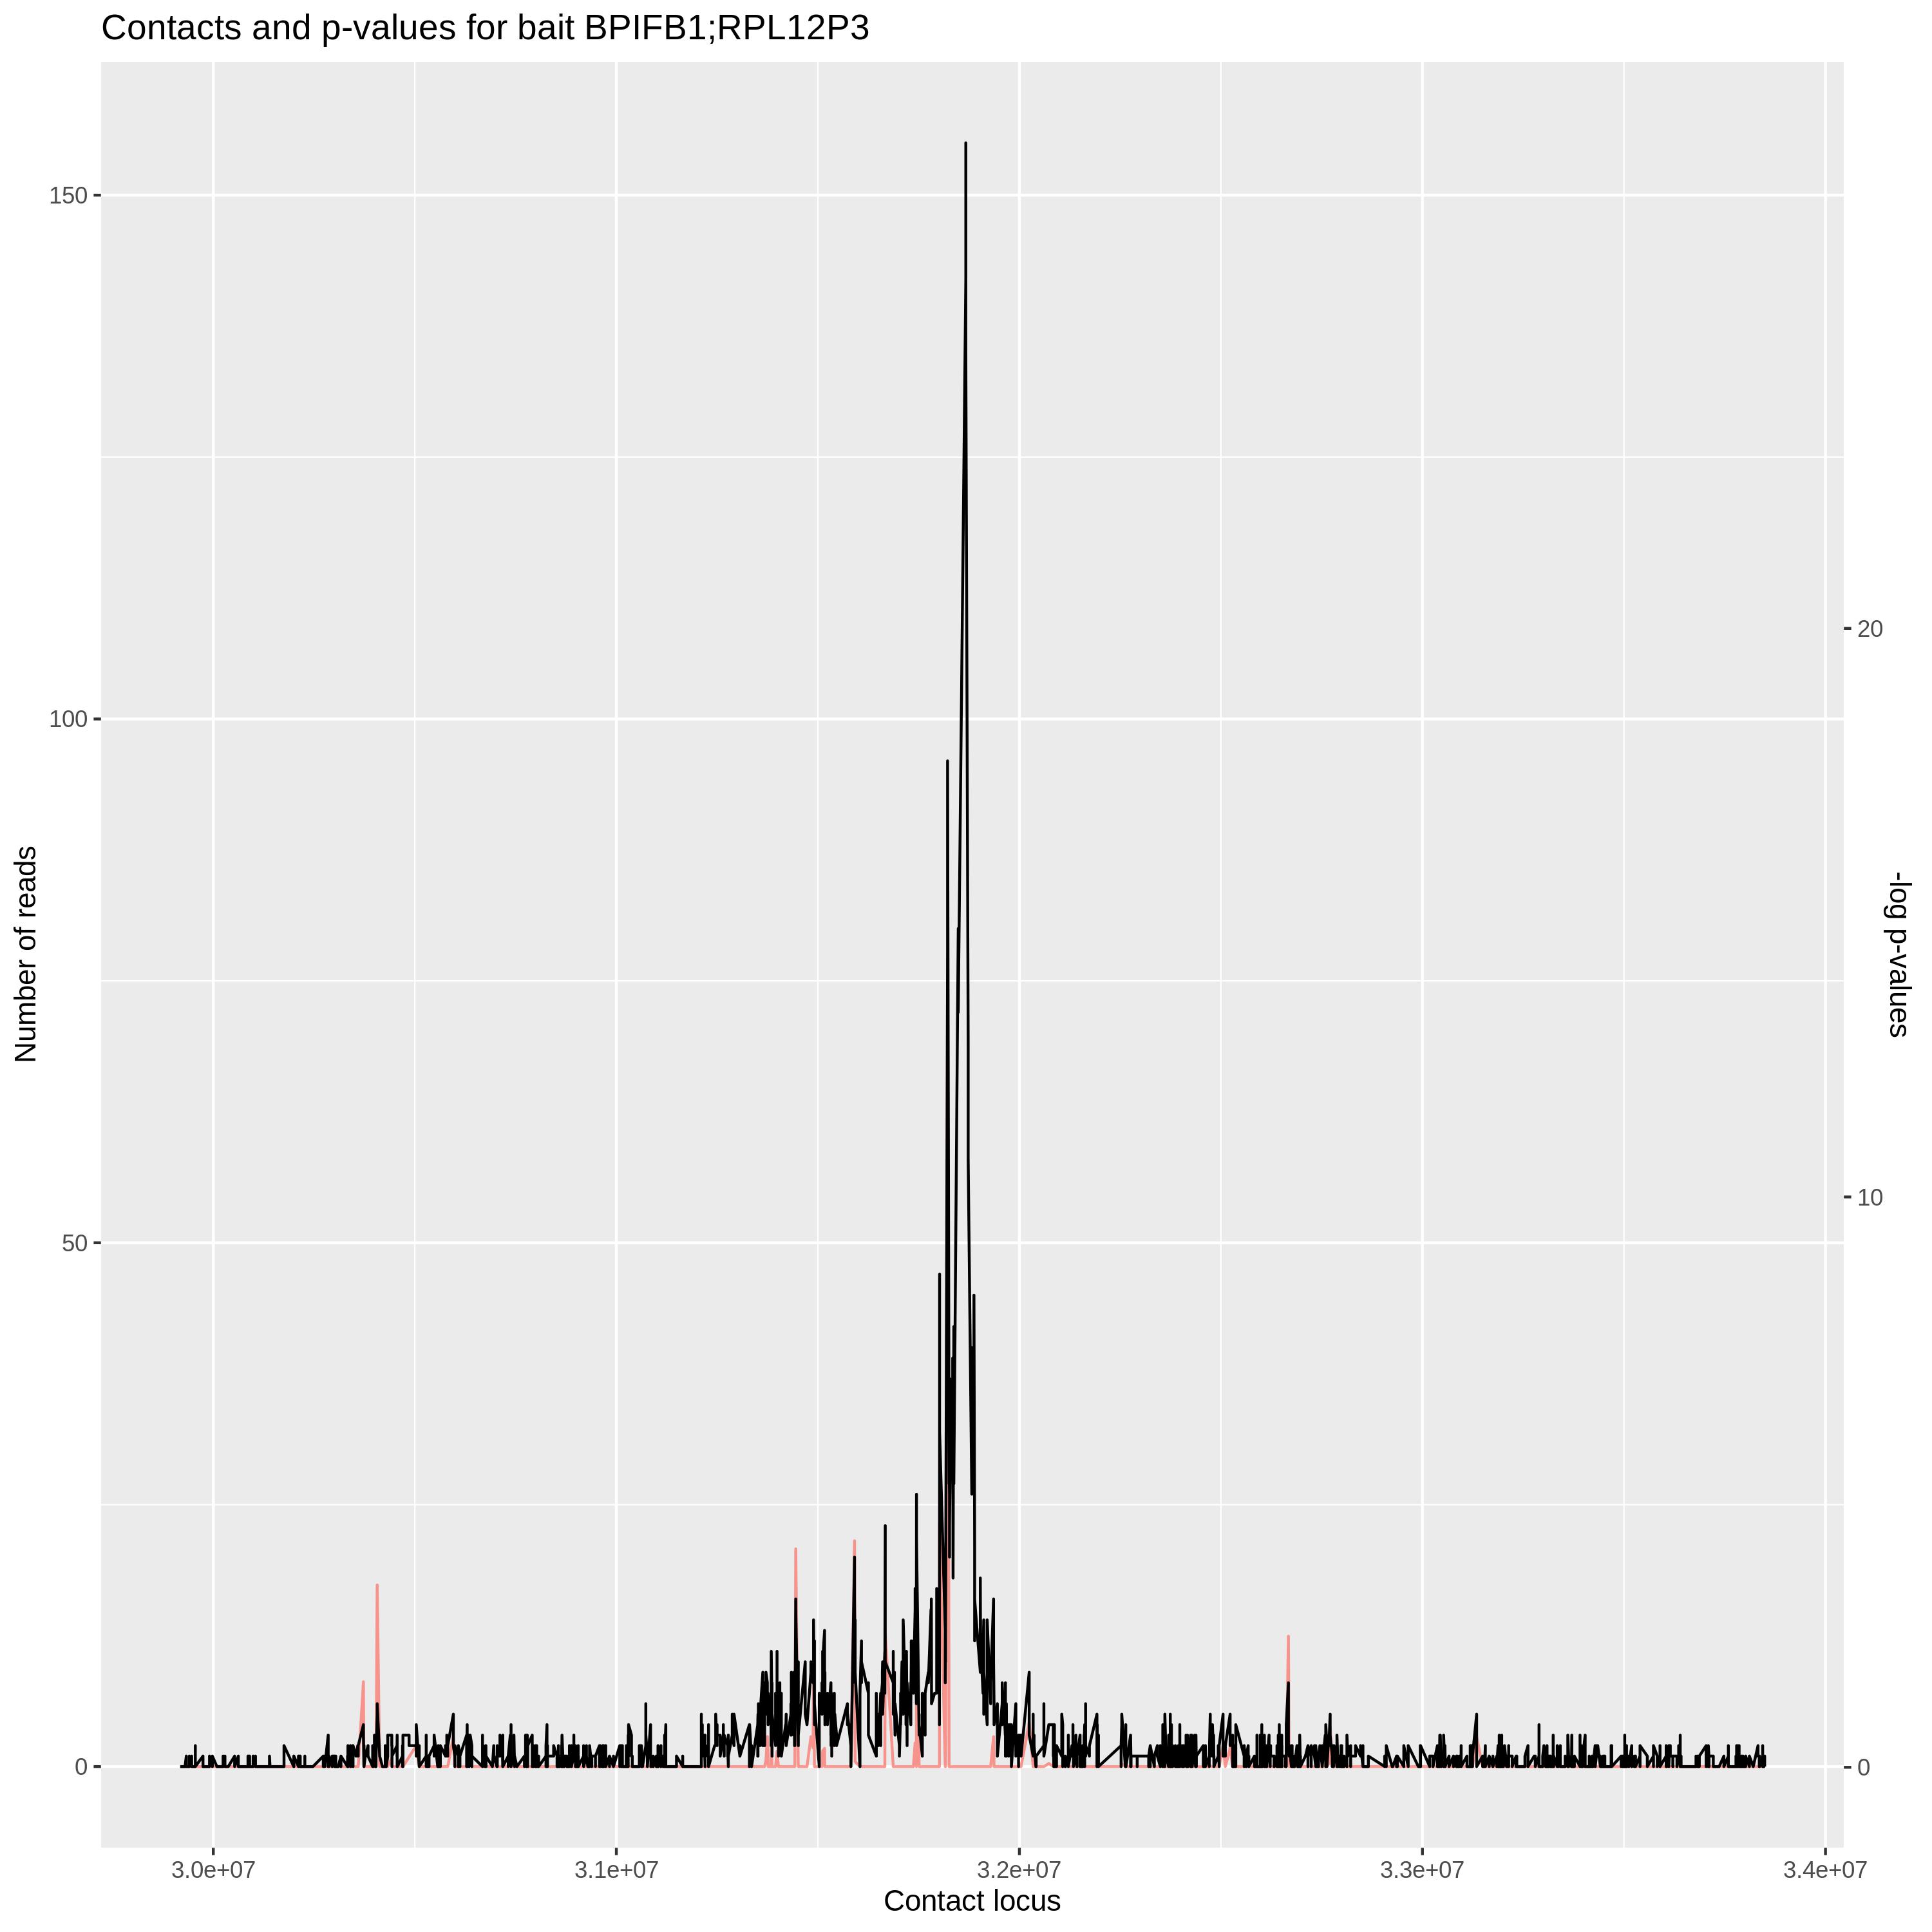 Contacts and p-values for bait BPIFB1;RPL12P3
150
100
50
0
Number of reads
20
10
0
-log p-values
3.0e+07
3.1e+07
3.2e+07
3.3e+07
3.4e+07
Contact locus